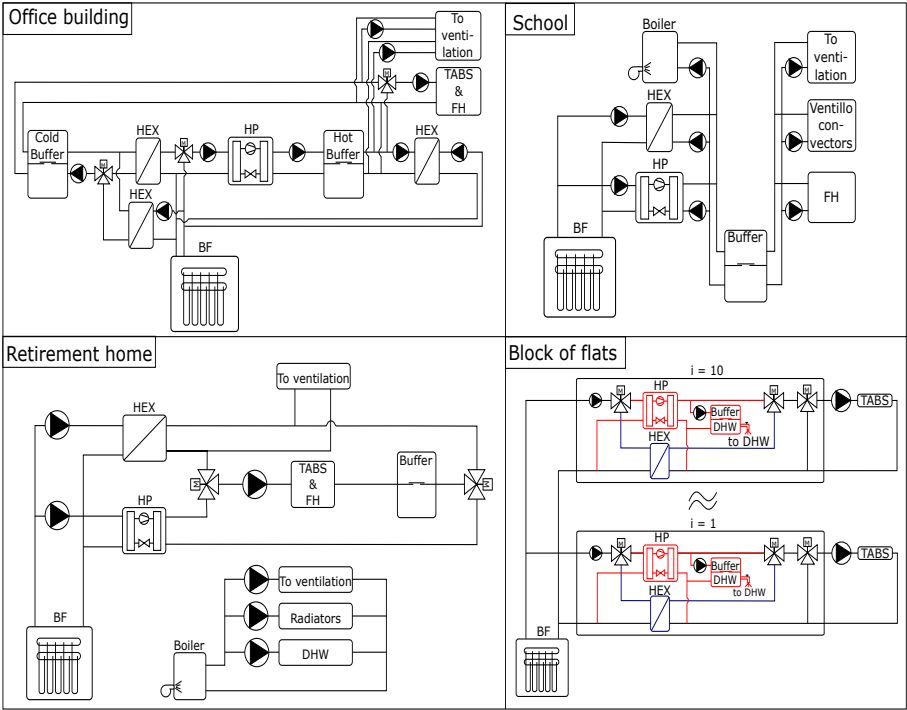 Office building
To
venti-
lation
M
TABS
&
FH
Cold
Buffer
HEX
M
HP
Hot
Buffer
HEX
M
HEX
BF
School
Boiler
To
venti-
lation
HEX
Ventillo
con-
vectors
HP
FH
BF
Buffer
Retirement home
To ventilation
HEX
TABS
&
FH
Buffer
M
M
HP
BF
To ventilation
Radiators
Boiler
DHW
Block of flats
i = 10
HP
M
M
M
TABS
Buffer
DHW
to DHW
HEX
i = 1
HP
M
M
M
TABS
Buffer
DHW
to DHW
HEX
BF